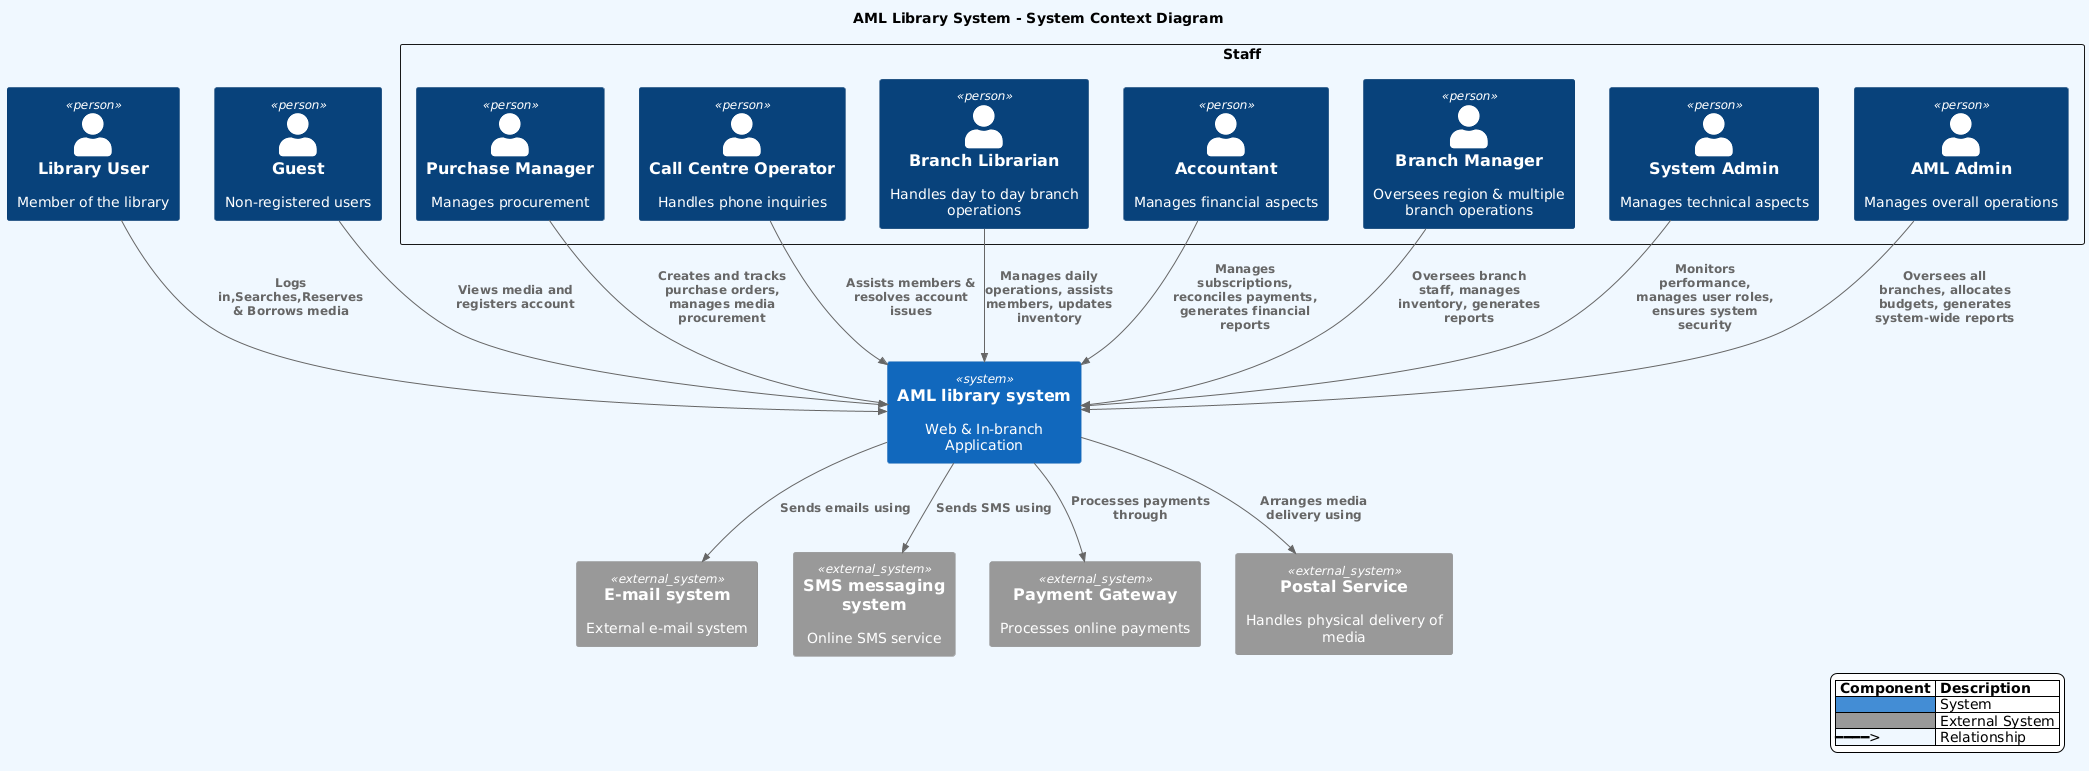 AML Library System - System Context Diagram
Staff
«person»
Library User
Member of the library
«person»
Guest
Non-registered users
«person»
Purchase Manager
Manages procurement
«person»
Call Centre Operator
Handles phone inquiries
«person»
Branch Librarian
Handles day to day branch
operations
«person»
Accountant
Manages financial aspects
«person»
Branch Manager
Oversees region & multiple
branch operations
«person»
System Admin
Manages technical aspects
«person»
AML Admin
Manages overall operations
Logs
in,Searches,Reserves
& Borrows media
Views media and
registers account
Creates and tracks
purchase orders,
manages media
procurement
Assists members &
resolves account
issues
Manages daily
operations, assists
members, updates
inventory
Manages
subscriptions,
reconciles payments,
generates financial
reports
Oversees branch
staff, manages
inventory, generates
reports
Monitors
performance,
manages user roles,
ensures system
security
Oversees all
branches, allocates
budgets, generates
system-wide reports
«system»
AML library system
Web & In-branch
Application
Sends emails using
Sends SMS using
Processes payments
through
Arranges media
delivery using
«external_system»
E-mail system
External e-mail system
«external_system»
SMS messaging
system
Online SMS service
«external_system»
Payment Gateway
Processes online payments
«external_system»
Postal Service
Handles physical delivery of
media
Component Description
System
External System
━━━━> Relationship